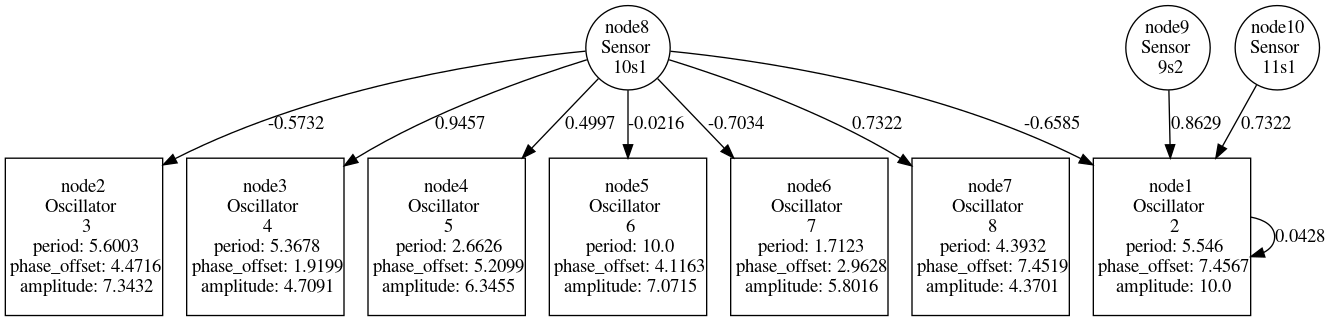 node8
Sensor
10s1
node9
Sensor
9s2
node10
Sensor
11s1
-0.5732
0.9457
0.4997
-0.0216
-0.7034
0.7322
-0.6585
0.8629
0.7322
node2
Oscillator
3
period: 5.6003
phase_offset: 4.4716
amplitude: 7.3432
node3
Oscillator
4
period: 5.3678
phase_offset: 1.9199
amplitude: 4.7091
node4
Oscillator
5
period: 2.6626
phase_offset: 5.2099
amplitude: 6.3455
node5
Oscillator
6
period: 10.0
phase_offset: 4.1163
amplitude: 7.0715
node6
Oscillator
7
period: 1.7123
phase_offset: 2.9628
amplitude: 5.8016
node7
Oscillator
8
period: 4.3932
phase_offset: 7.4519
amplitude: 4.3701
node1
Oscillator
2
period: 5.546
phase_offset: 7.4567
amplitude: 10.0
0.0428